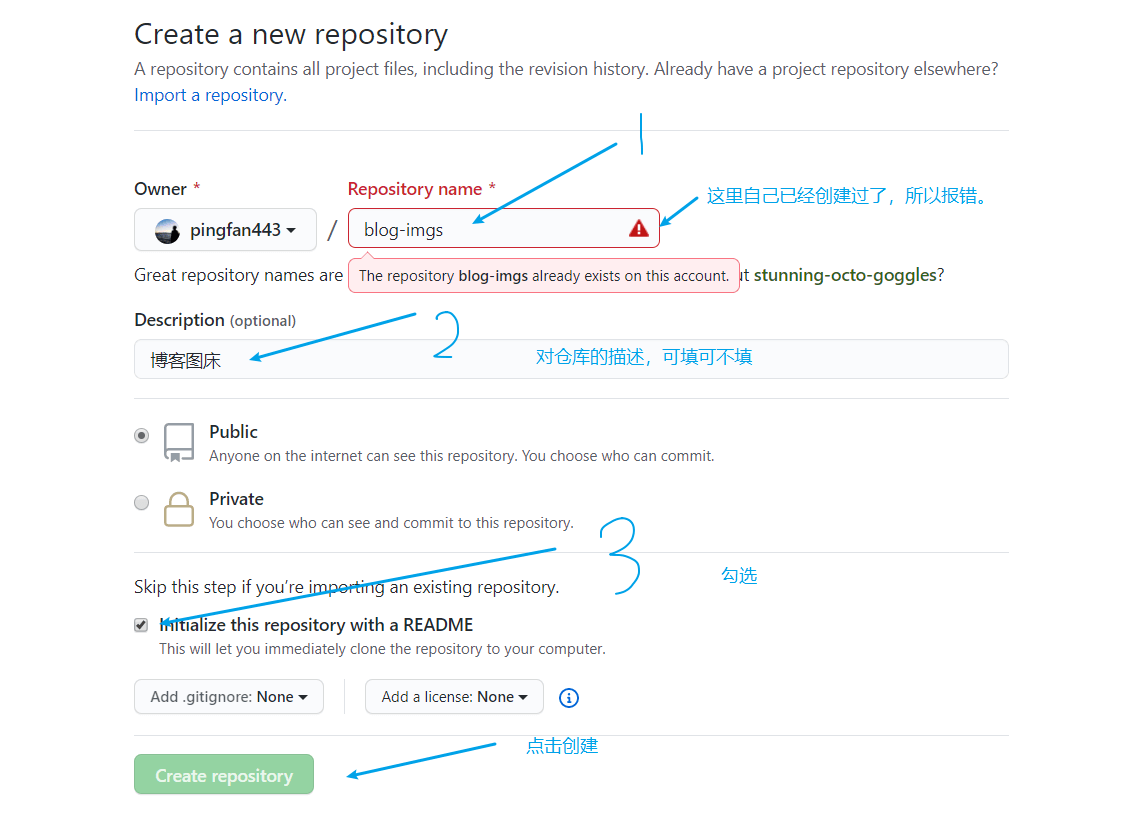 Create a new repository
A repository contains all project files, including the revision history. Already have a project repository elsewhere?
Import a repository.
1
Owner *
Repository name *
这里自己已经创建过了，所以报错。
pingfan443
/
blog-imgs
Great repository names are
The repository blog-imgs already exists on this account.
ut stunning-octo-goggles?
Description (optional)
2
博客图床
对仓库的描述，可填可不填
Public
Anyone on the internet can see this repository. You choose who can commit.
Private
You choose who can see and commit to this repository.
3
勾选
Skip this step if you’re importing an existing repository.
Initialize this repository with a README
This will let you immediately clone the repository to your computer.
Add .gitignore: None
Add a license: None
点击创建
Create repository